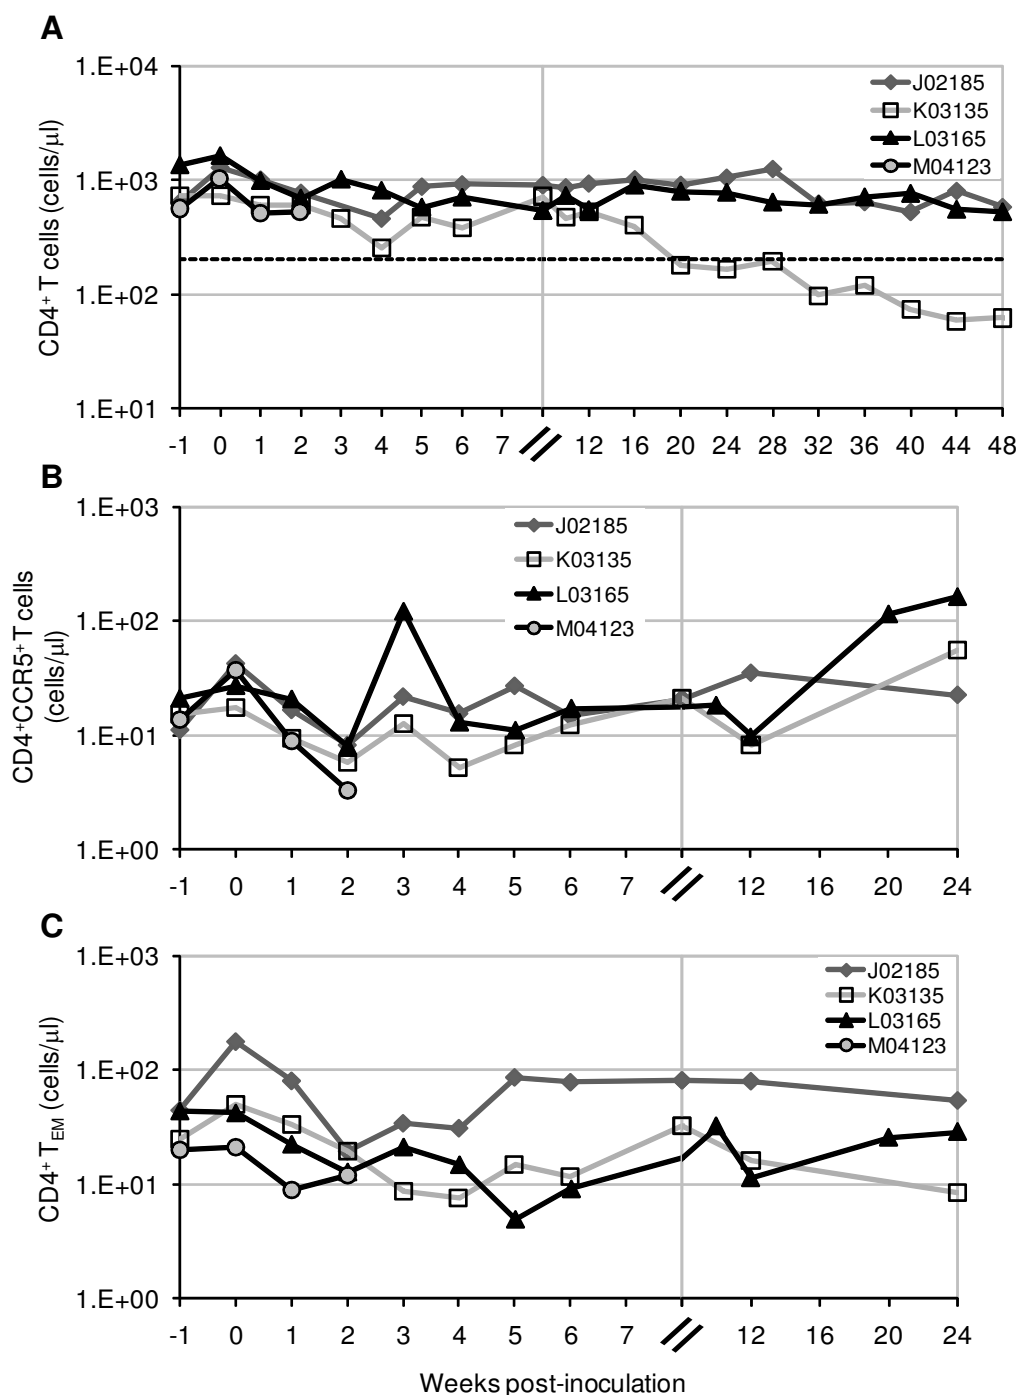 A
1.E+04
1.E+03
1.E+02
1.E+01
CD4+ T cells (cells/µl)
J02185
K03135
L03165
M04123
-1 0 1 2 3 4 5 6 7 12 16 20 24 28 32 36 40 44 48
B
1.E+03
1.E+02
1.E+01
1.E+00
CD4+CCR5+T cells
(cells/µl)
J02185
K03135
L03165
M04123
-1 0 1 2 3 4 5 6 7 12 16 20 24
C
1.E+03
1.E+02
1.E+01
1.E+00
CD4+ TEM (cells/µl)
J02185
K03135
L03165
M04123
-1 0 1 2 3 4 5 6 7 12 16 20 24
Weeks post-inoculation